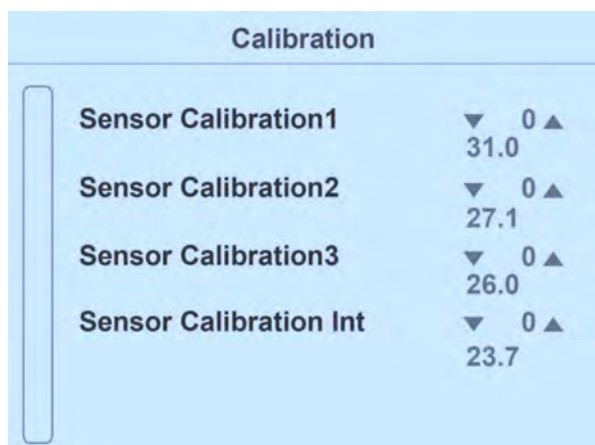 Calibration
Sensor Calibration1 ▼ 0 ▲
31.0
Sensor Calibration2 ▼ 0 ▲
27.1
Sensor Calibration3 ▼ 0 ▲
26.0
Sensor Calibration Int ▼ 0 ▲
23.7